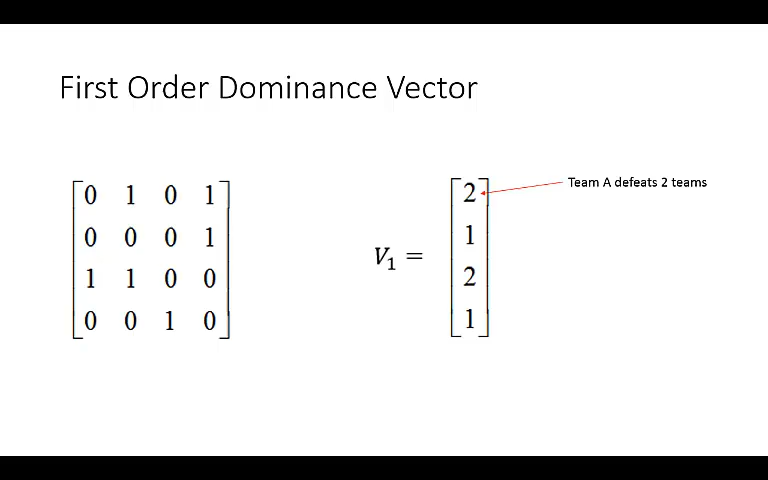 First Order Dominance Vector
0 1 0 1
0 0 0 1
1 1 0 0
0 0 1 0
V₁ =
2
1
2
1
Team A defeats 2 teams